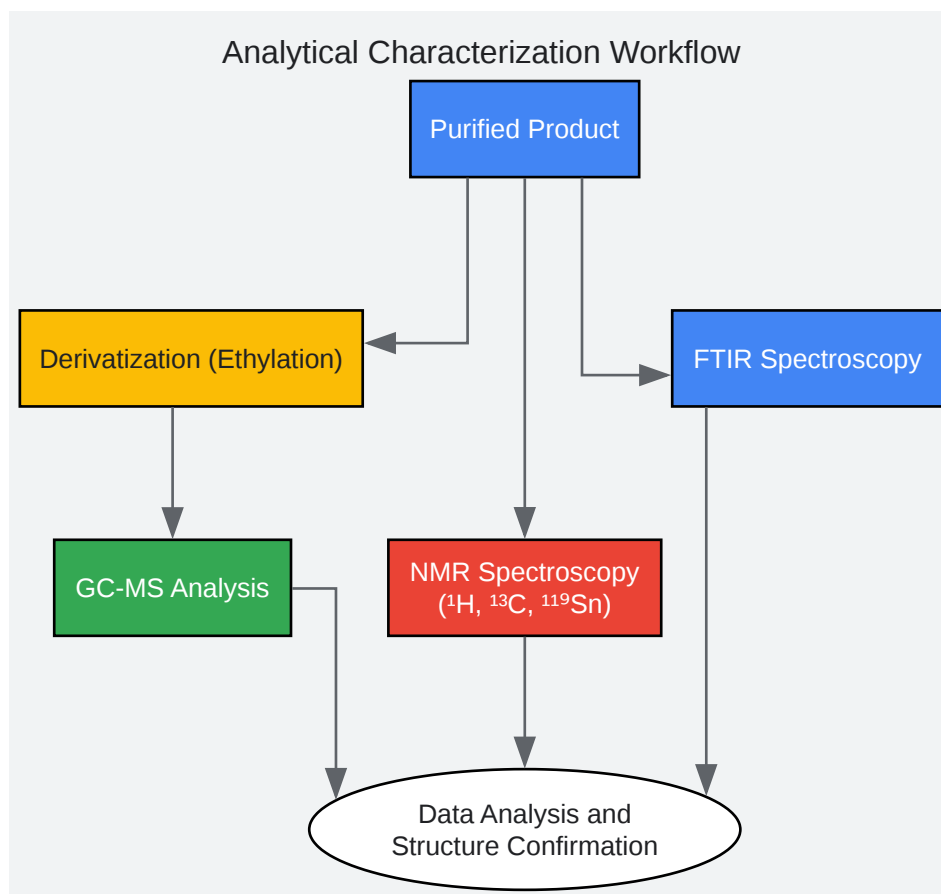 Analytical Characterization Workflow
Purified Product
Derivatization (Ethylation)
FTIR Spectroscopy
GC-MS Analysis
NMR Spectroscopy
(¹H, ¹³C, ¹¹⁹Sn)
Data Analysis and
Structure Confirmation